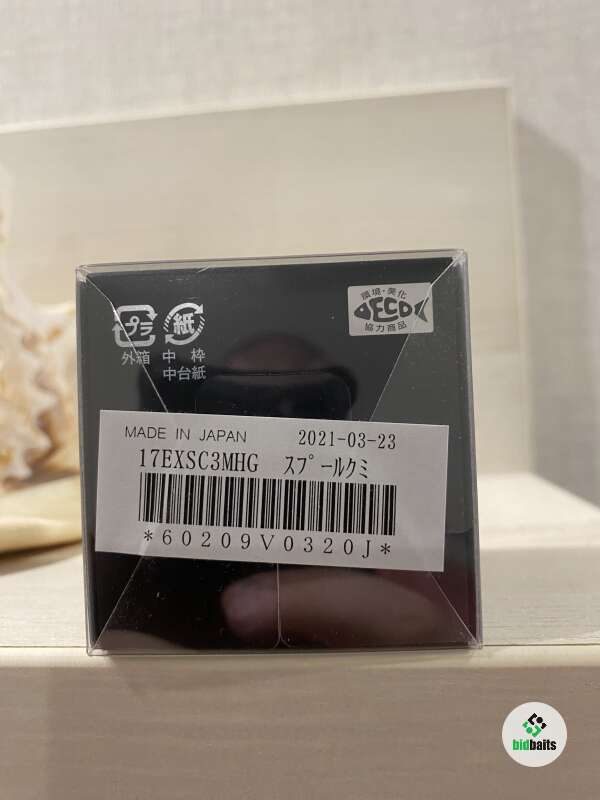 環境・美化
ECO
協力商品
プラ
紙
外箱 中 枠
中台紙
MADE IN JAPAN 2021-03-23
17EXSC3MHG ｽﾌﾟｰﾙｸﾐ
*60209V0320J*
bidbaits